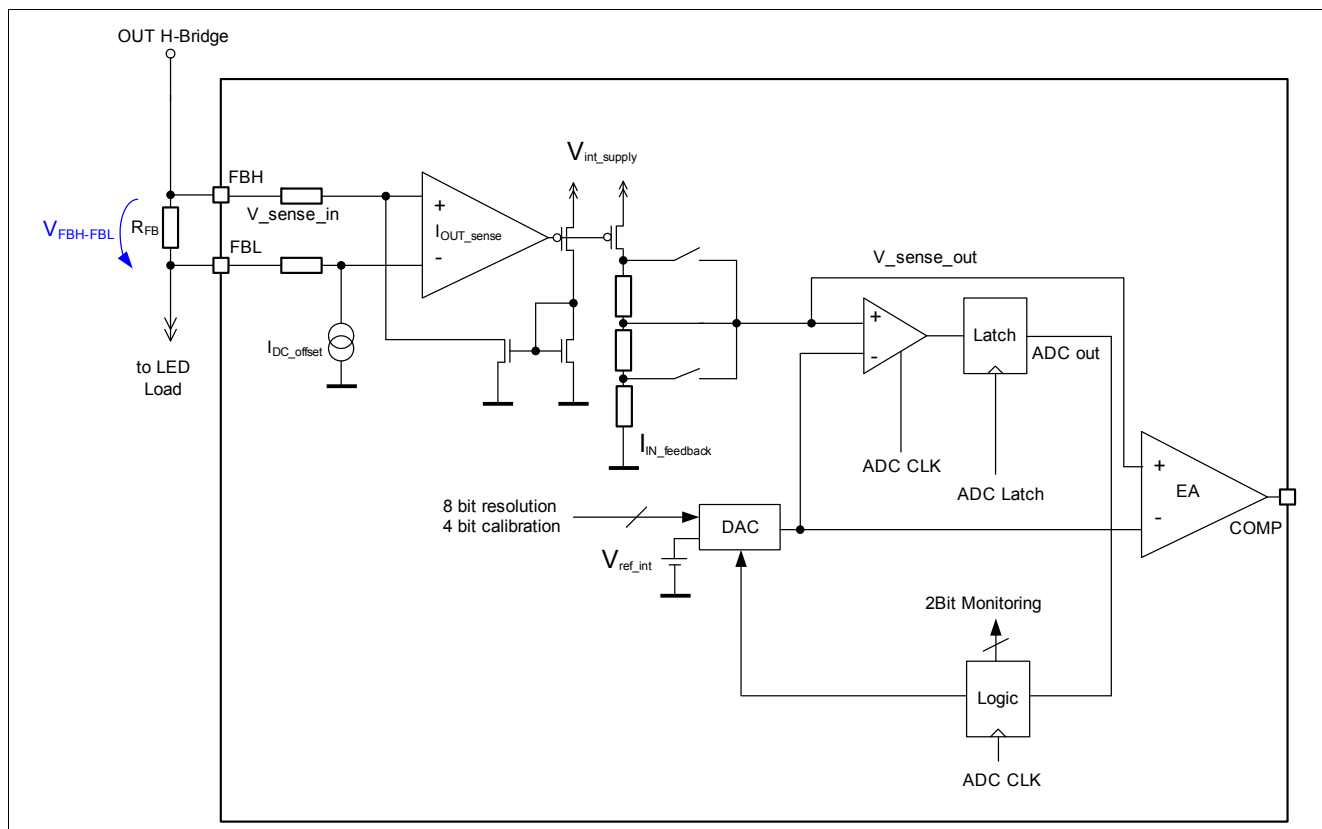 OUT H-Bridge
Vint_supply
FBH
V_sense_in
+
IOUT_sense
-
VFBH-FBL
RFB
FBL
V_sense_out
IDC_offset
to LED
Load
+
-
Latch
ADC out
IIN_feedback
ADC CLK
ADC Latch
+
EA
-
COMP
8 bit resolution
4 bit calibration
DAC
Vref_int
2Bit Monitoring
Logic
ADC CLK